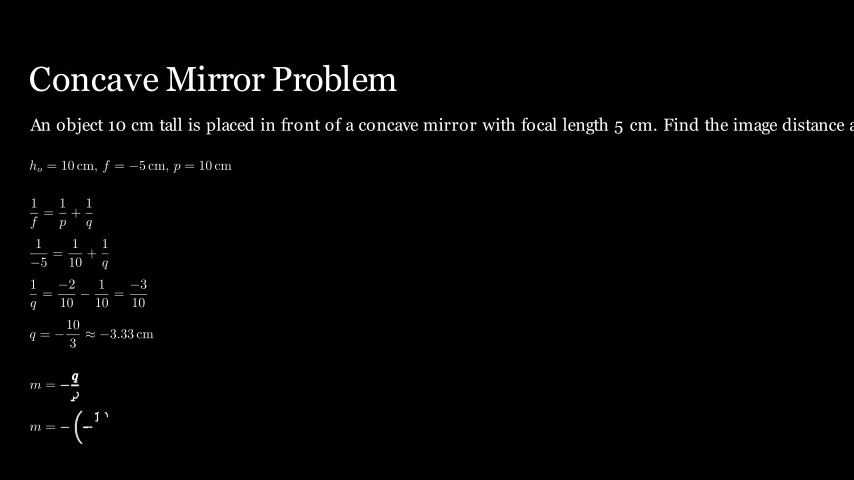 Concave Mirror Problem
An object 10 cm tall is placed in front of a concave mirror with focal length 5 cm. Find the image distance a
hₒ = 10 cm, f = −5 cm, p = 10 cm
1/f = 1/p + 1/q
1/−5 = 1/10 + 1/q
1/q = −2/10 − 1/10 = −3/10
q = −10/3 ≈ −3.33 cm
m = −q/
m = −(−